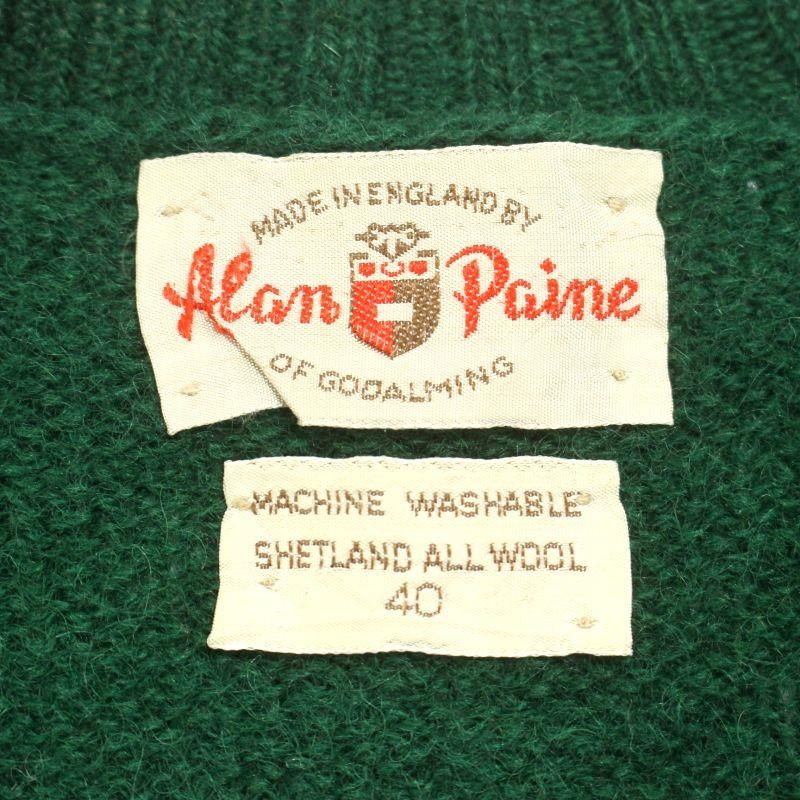 MADE IN ENGLAND BY
Alan Paine
OF GODALMING
MACHINE WASHABLE
SHETLAND ALL WOOL
40